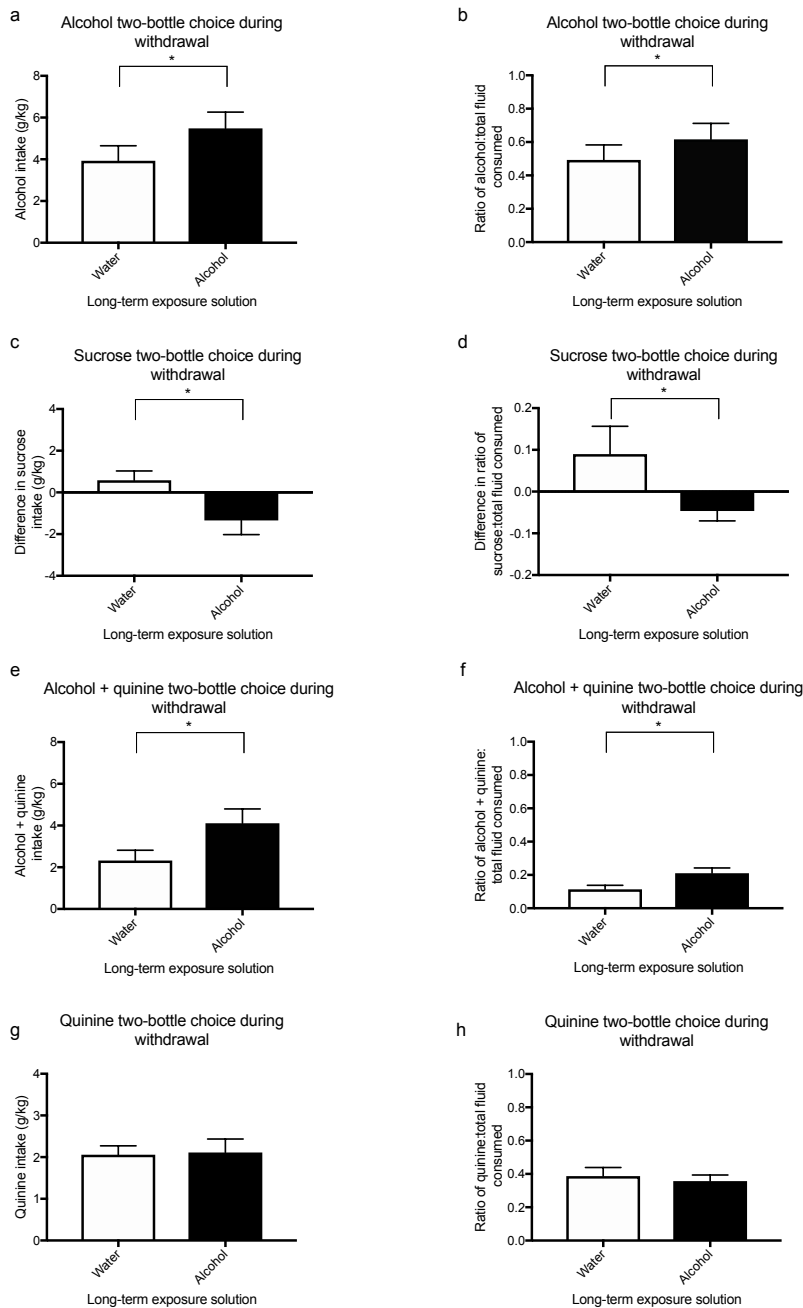 a
Alcohol two-bottle choice during
withdrawal
*
Alcohol intake (g/kg)
8
6
4
2
0
Water
Alcohol
Long-term exposure solution
b
Alcohol two-bottle choice during
withdrawal
*
Ratio of alcohol:total fluid
consumed
1.0
0.8
0.6
0.4
0.2
0.0
Water
Alcohol
Long-term exposure solution
c
Sucrose two-bottle choice during
withdrawal
*
Difference in sucrose
intake (g/kg)
4
2
0
-2
-4
Water
Alcohol
Long-term exposure solution
d
Sucrose two-bottle choice during
withdrawal
*
Difference in ratio of
sucrose:total fluid consumed
0.2
0.1
0.0
-0.1
-0.2
Water
Alcohol
Long-term exposure solution
e
Alcohol + quinine two-bottle choice during
withdrawal
*
Alcohol + quinine
intake (g/kg)
8
6
4
2
0
Water
Alcohol
Long-term exposure solution
f
Alcohol + quinine two-bottle choice during
withdrawal
*
Ratio of alcohol + quinine:
total fluid consumed
1.0
0.8
0.6
0.4
0.2
0.0
Water
Alcohol
Long-term exposure solution
g
Quinine two-bottle choice during
withdrawal
Quinine intake (g/kg)
4
3
2
1
0
Water
Alcohol
Long-term exposure solution
h
Quinine two-bottle choice during
withdrawal
Ratio of quinine:total fluid
consumed
1.0
0.8
0.6
0.4
0.2
0.0
Water
Alcohol
Long-term exposure solution